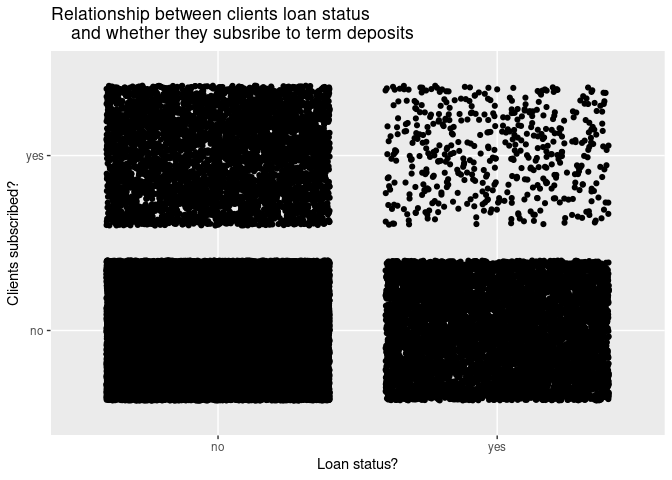 Relationship between clients loan status
and whether they subsribe to term deposits
yes
Clients subscribed?
no
no
yes
Loan status?